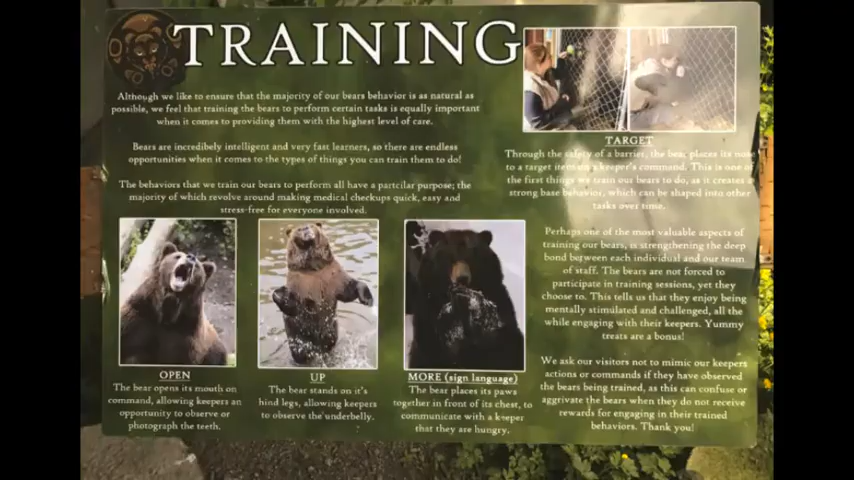 TRAINING
Although we like to ensure that the majority of our bears behavior is as natural as
possible, we feel that training the bears to perform certain tasks is equally important
when it comes to providing them with the highest level of care.
Bears are incredibly intelligent and very fast learners, so there are endless
opportunities when it comes to the types of things you can train them to do!
The behaviors that we train our bears to perform all have a partcilar purpose; the
majority of which revolve around making medical checkups quick, easy and
stress-free for everyone involved.
OPEN
The bear opens its mouth on
command, allowing keepers an
opportunity to observe or
photograph the teeth.
UP
The bear stands on it's
hind legs, allowing keepers
to observe the underbelly.
MORE (sign language)
The bear places its paws
together in front of its chest, to
communicate with a keeper
that they are hungry.
TARGET
Through the safety of a barrier, the bear places its nose
to a target item on a keeper's command. This is one of
the first things we train our bears to do, as it creates a
strong base behavior, which can be shaped into other
tasks over time.
Perhaps one of the most valuable aspects of
training our bears, is strengthening the deep
bond between each individual and our team
of staff. The bears are not forced to
participate in training sessions, yet they
choose to. This tells us that they enjoy being
mentally stimulated and challenged, all the
while engaging with their keepers. Yummy
treats are a bonus!
We ask our visitors not to mimic our keepers
actions or commands if they have observed
the bears being trained, as this can confuse or
aggrivate the bears when they do not receive
rewards for engaging in their trained
behaviors. Thank you!